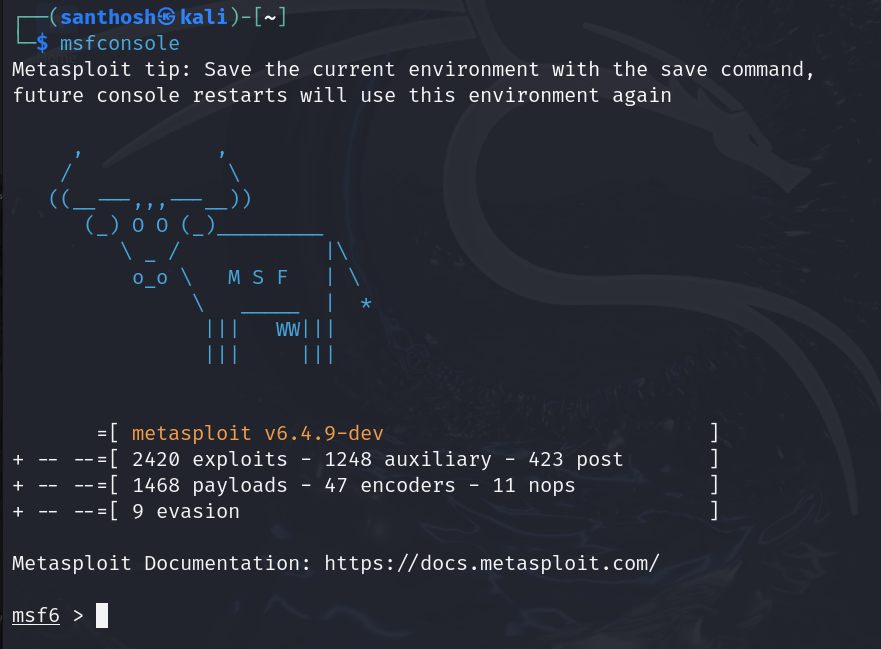 ┌──(santhosh㉿kali)-[~]
└─$ msfconsole
Metasploit tip: Save the current environment with the save command,
future console restarts will use this environment again

     ,           ,
    /             \
   ((__---,,,---__))
      (_) O O (_)_________
         \ _ /            |\
          o_o \   M S F   | \
               \   _____  |  *
                |||   WW|||
                |||     |||

       =[ metasploit v6.4.9-dev                           ]
+ -- --=[ 2420 exploits - 1248 auxiliary - 423 post       ]
+ -- --=[ 1468 payloads - 47 encoders - 11 nops           ]
+ -- --=[ 9 evasion                                       ]

Metasploit Documentation: https://docs.metasploit.com/

msf6 >